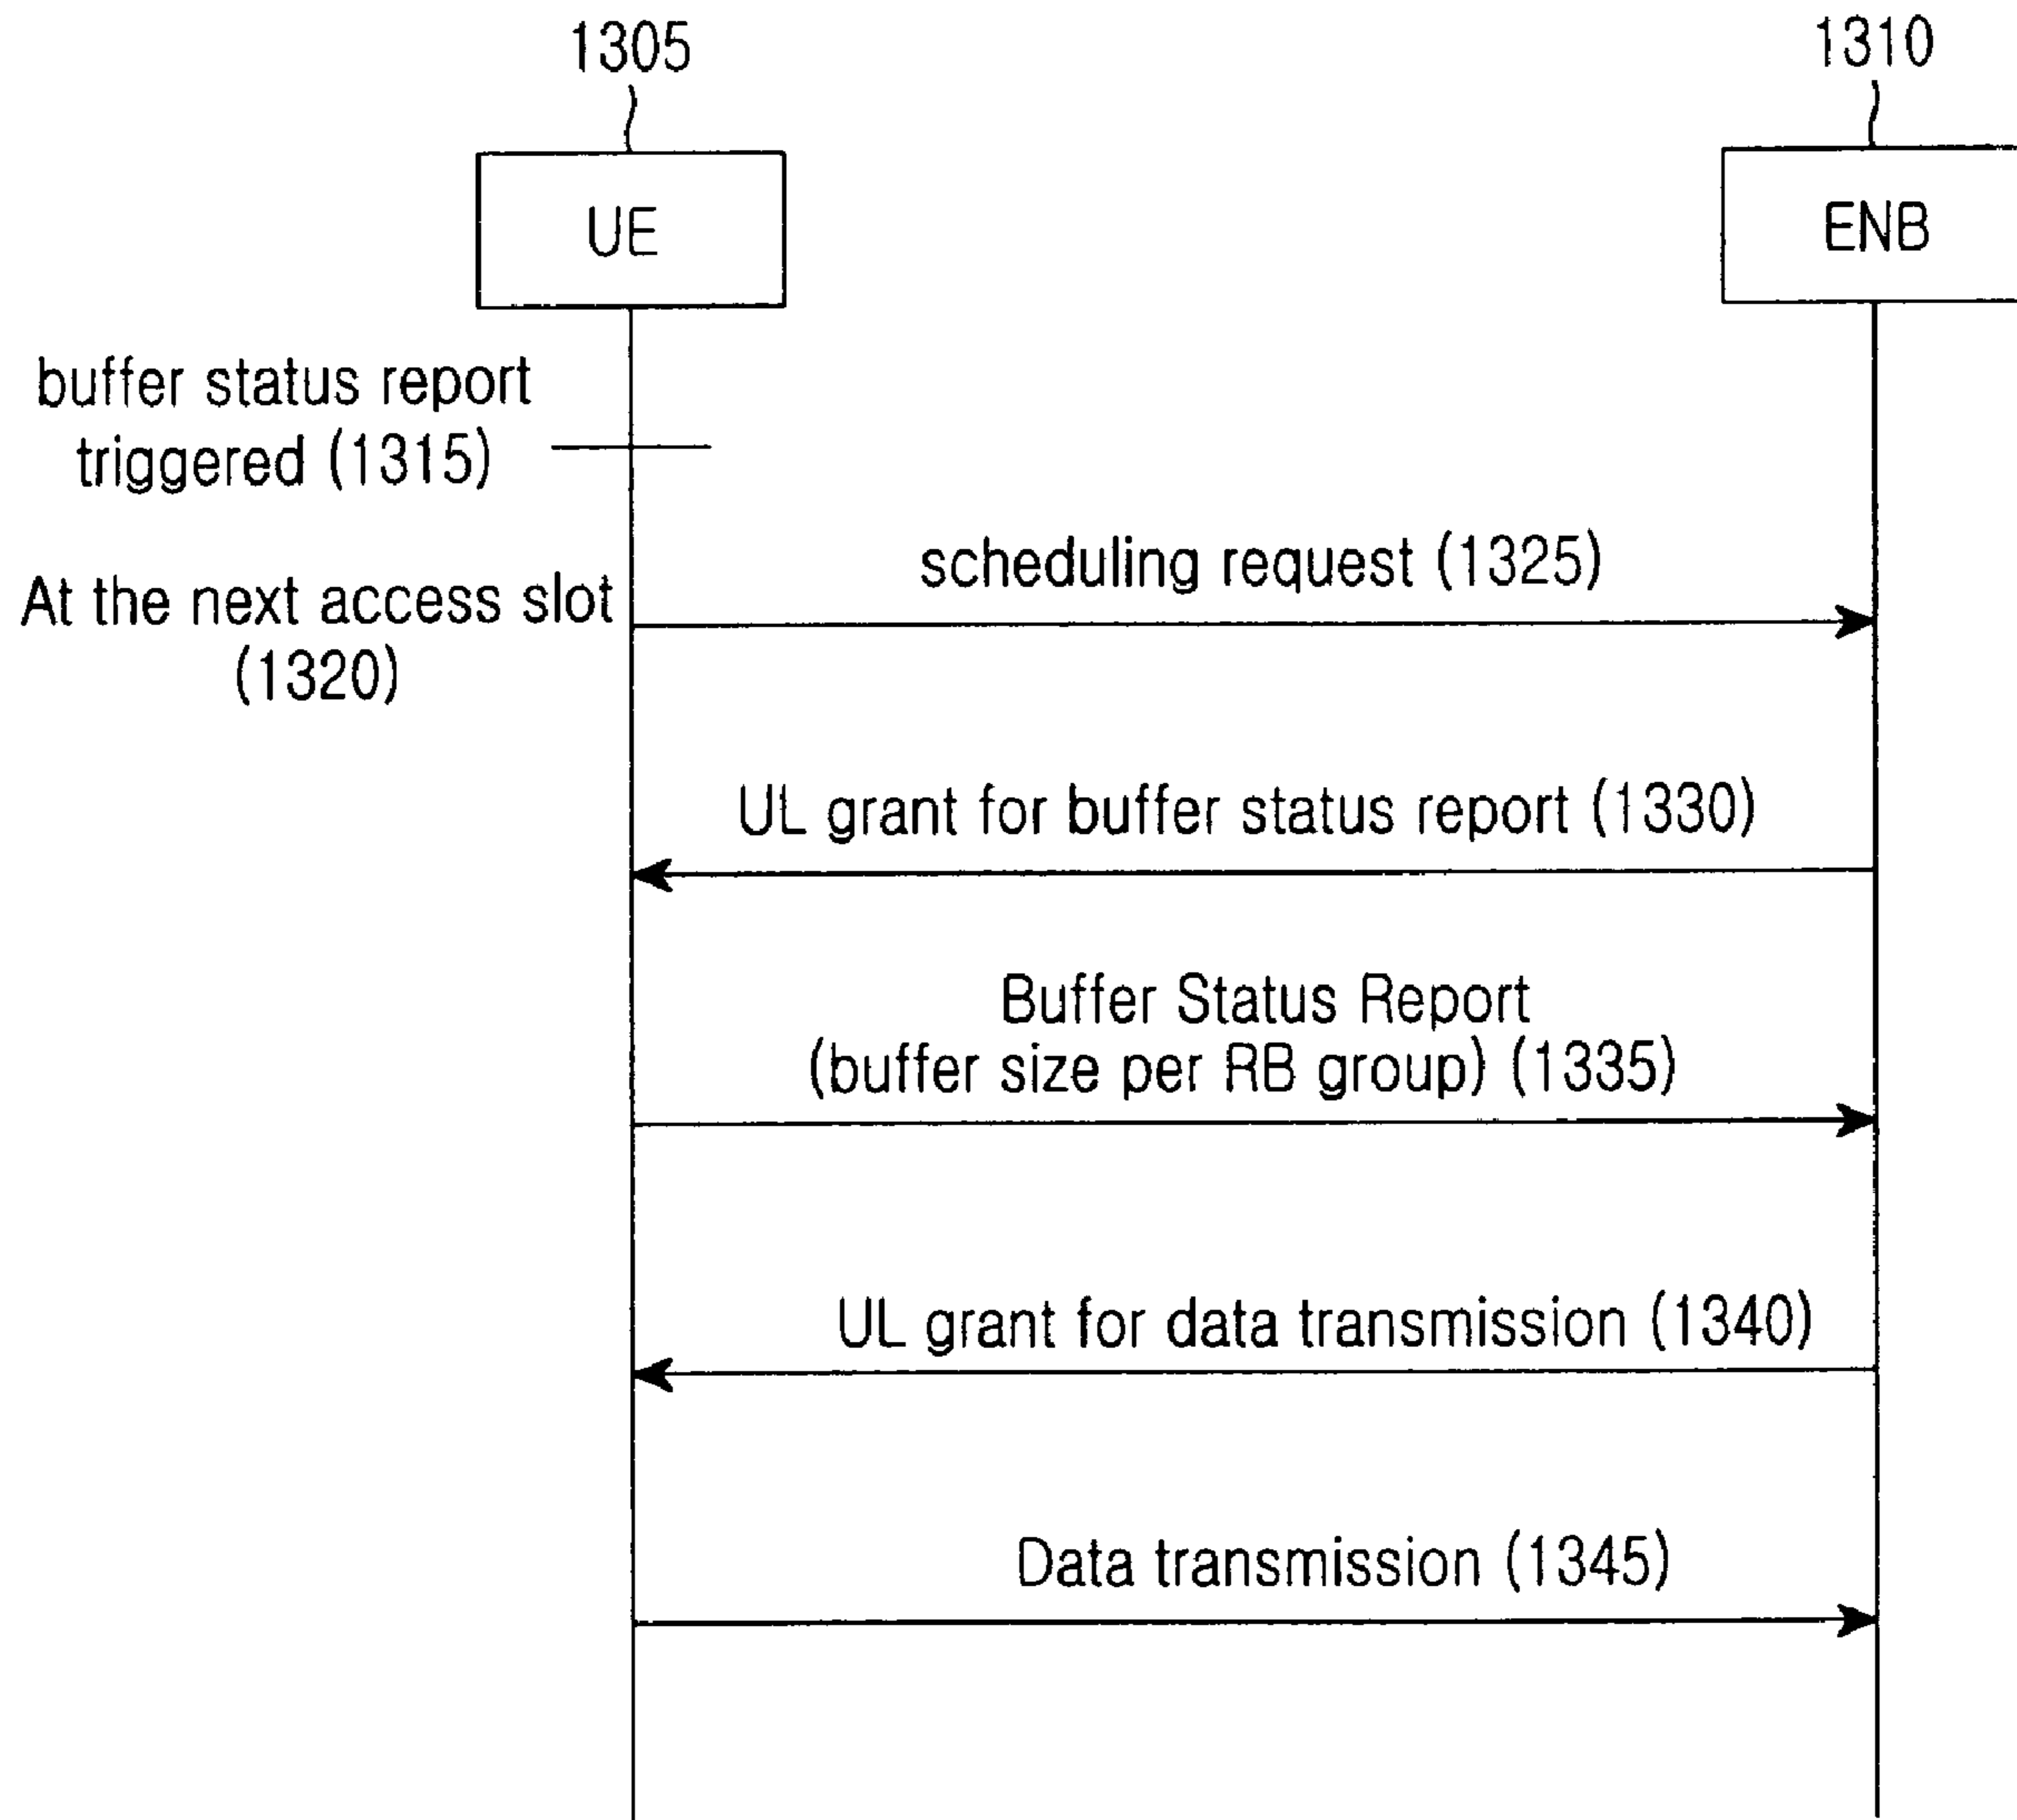 1305
1310
UE
ENB
buffer status report
triggered (1315)
scheduling request (1325)
At the next access slot
(1320)
UL grant for buffer status report (1330)
Buffer Status Report
(buffer size per RB group) (1335)
UL grant for data transmission (1340)
Data transmission (1345)